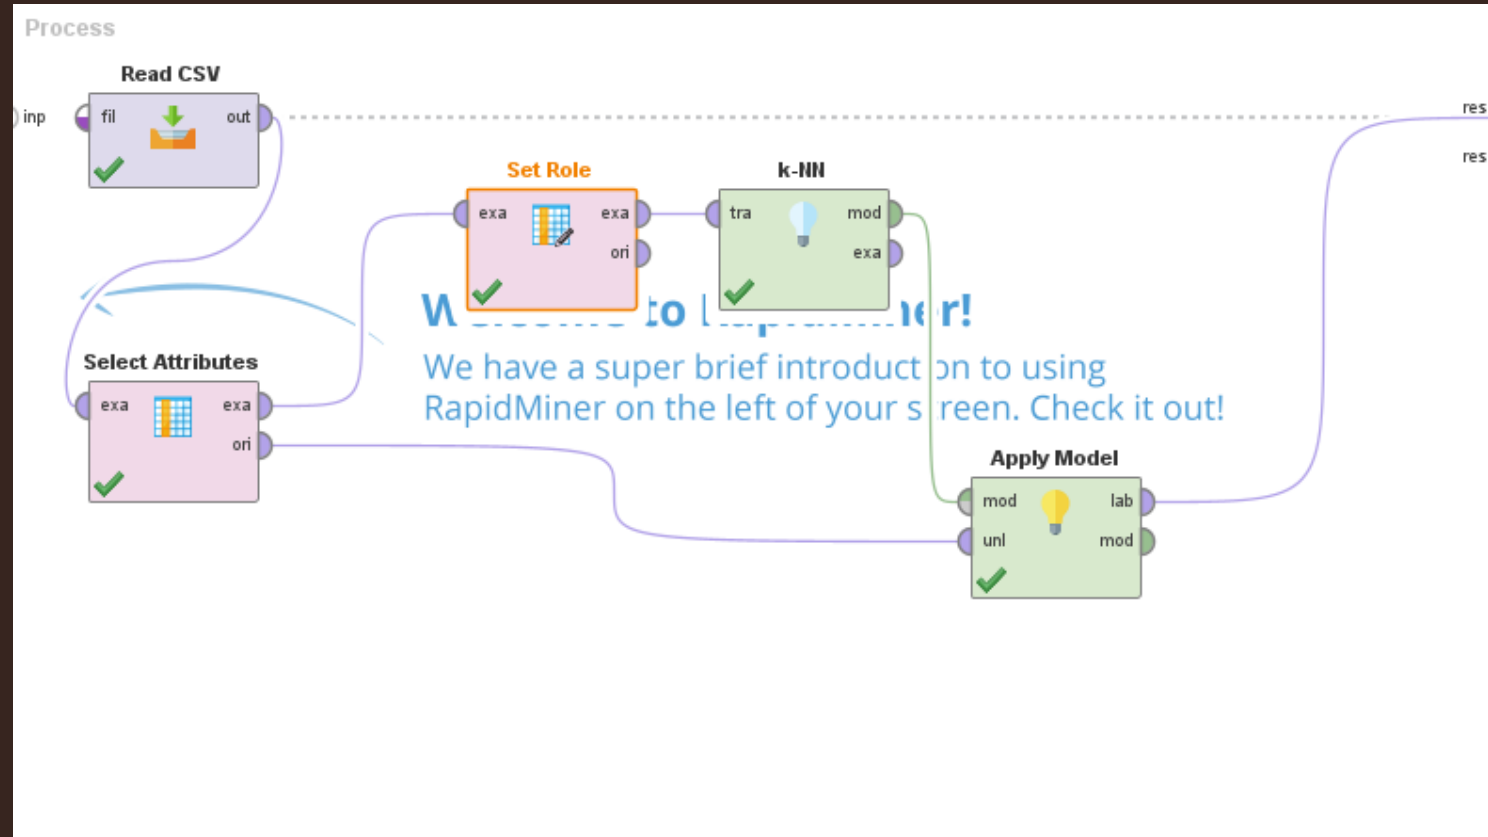 Process
Read CSV
inp
fil
out
res
res
Set Role
exa
exa
ori
k-NN
tra
mod
exa
to
We have a super brief introduct on to using
RapidMiner on the left of your s reen. Check it out!
Select Attributes
exa
exa
ori
Apply Model
mod
lab
unl
mod